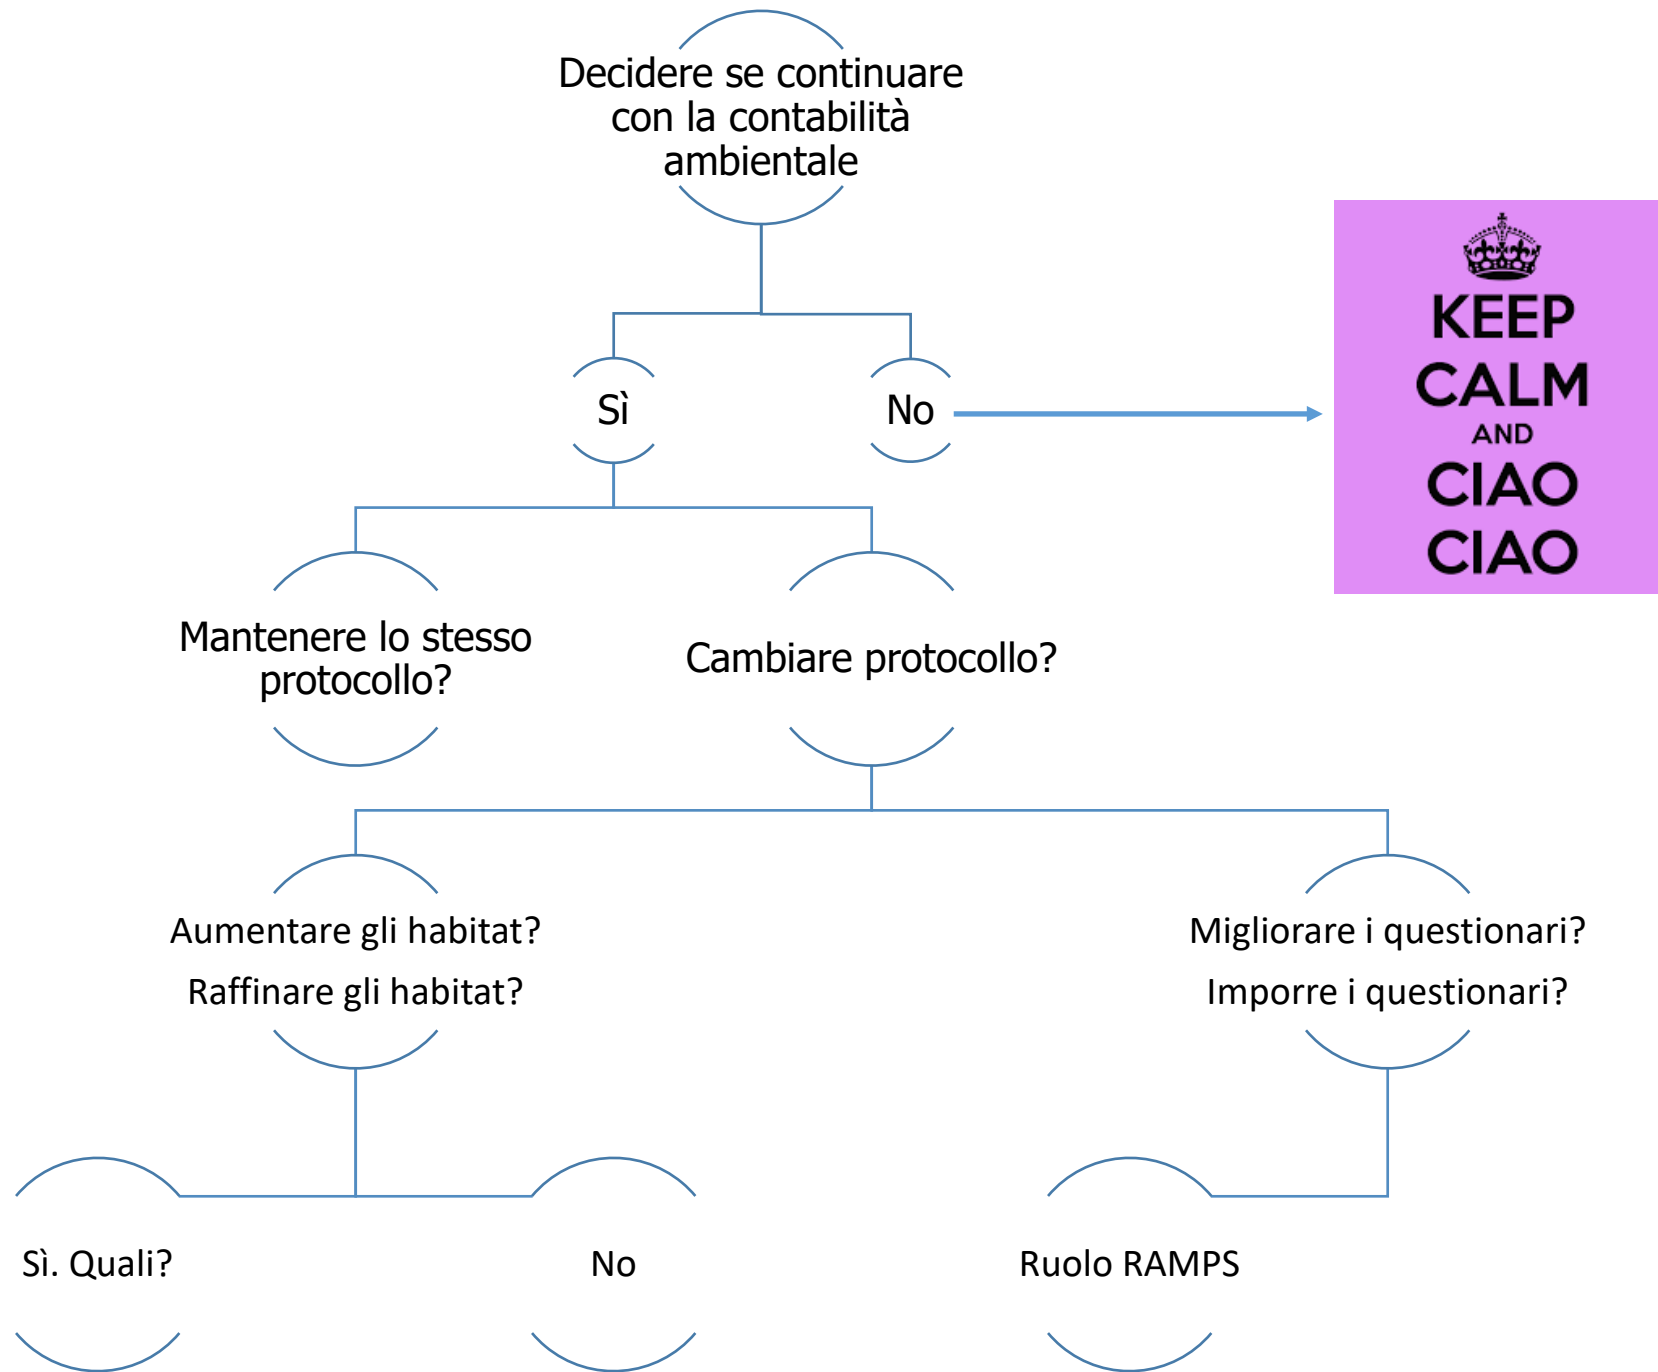 Decidere se continuare
con la contabilità
ambientale
Sì
No
KEEP
CALM
AND
CIAO
CIAO
Mantenere lo stesso
protocollo?
Cambiare protocollo?
Aumentare gli habitat?
Raffinare gli habitat?
Migliorare i questionari?
Imporre i questionari?
Sì. Quali?
No
Ruolo RAMPS